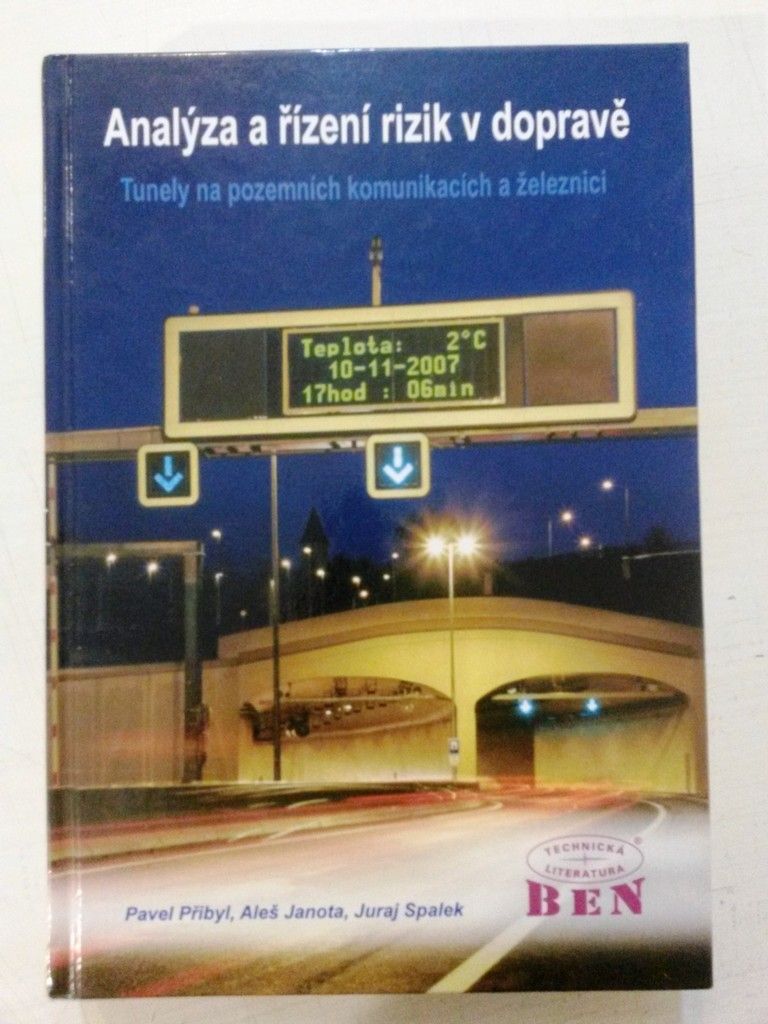 Analýza a řízení rizik v dopravě
Tunely na pozemních komunikacích a železnici
Teplota: 2°C
10-11-2007
17hod : 06min
TECHNICKÁ
LITERATURA
®
BEN
Pavel Přibyl, Aleš Janota, Juraj Spalek